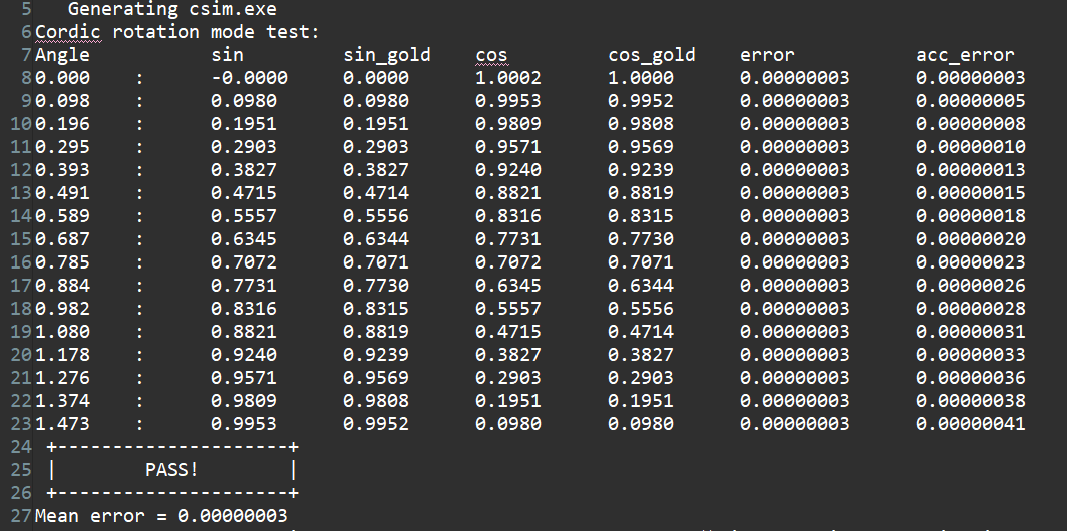 5   Generating csim.exe
6 Cordic rotation mode test:
7 Angle           sin         sin_gold    cos         cos_gold    error           acc_error
8 0.000    :      -0.0000     0.0000      1.0002      1.0000      0.00000003      0.00000003
9 0.098    :      0.0980      0.0980      0.9953      0.9952      0.00000003      0.00000005
10 0.196    :      0.1951      0.1951      0.9809      0.9808      0.00000003      0.00000008
11 0.295    :      0.2903      0.2903      0.9571      0.9569      0.00000003      0.00000010
12 0.393    :      0.3827      0.3827      0.9240      0.9239      0.00000003      0.00000013
13 0.491    :      0.4715      0.4714      0.8821      0.8819      0.00000003      0.00000015
14 0.589    :      0.5557      0.5556      0.8316      0.8315      0.00000003      0.00000018
15 0.687    :      0.6345      0.6344      0.7731      0.7730      0.00000003      0.00000020
16 0.785    :      0.7072      0.7071      0.7072      0.7071      0.00000003      0.00000023
17 0.884    :      0.7731      0.7730      0.6345      0.6344      0.00000003      0.00000026
18 0.982    :      0.8316      0.8315      0.5557      0.5556      0.00000003      0.00000028
19 1.080    :      0.8821      0.8819      0.4715      0.4714      0.00000003      0.00000031
20 1.178    :      0.9240      0.9239      0.3827      0.3827      0.00000003      0.00000033
21 1.276    :      0.9571      0.9569      0.2903      0.2903      0.00000003      0.00000036
22 1.374    :      0.9809      0.9808      0.1951      0.1951      0.00000003      0.00000038
23 1.473    :      0.9953      0.9952      0.0980      0.0980      0.00000003      0.00000041
24 +---------------------+
25 |        PASS!        |
26 +---------------------+
27 Mean error = 0.00000003